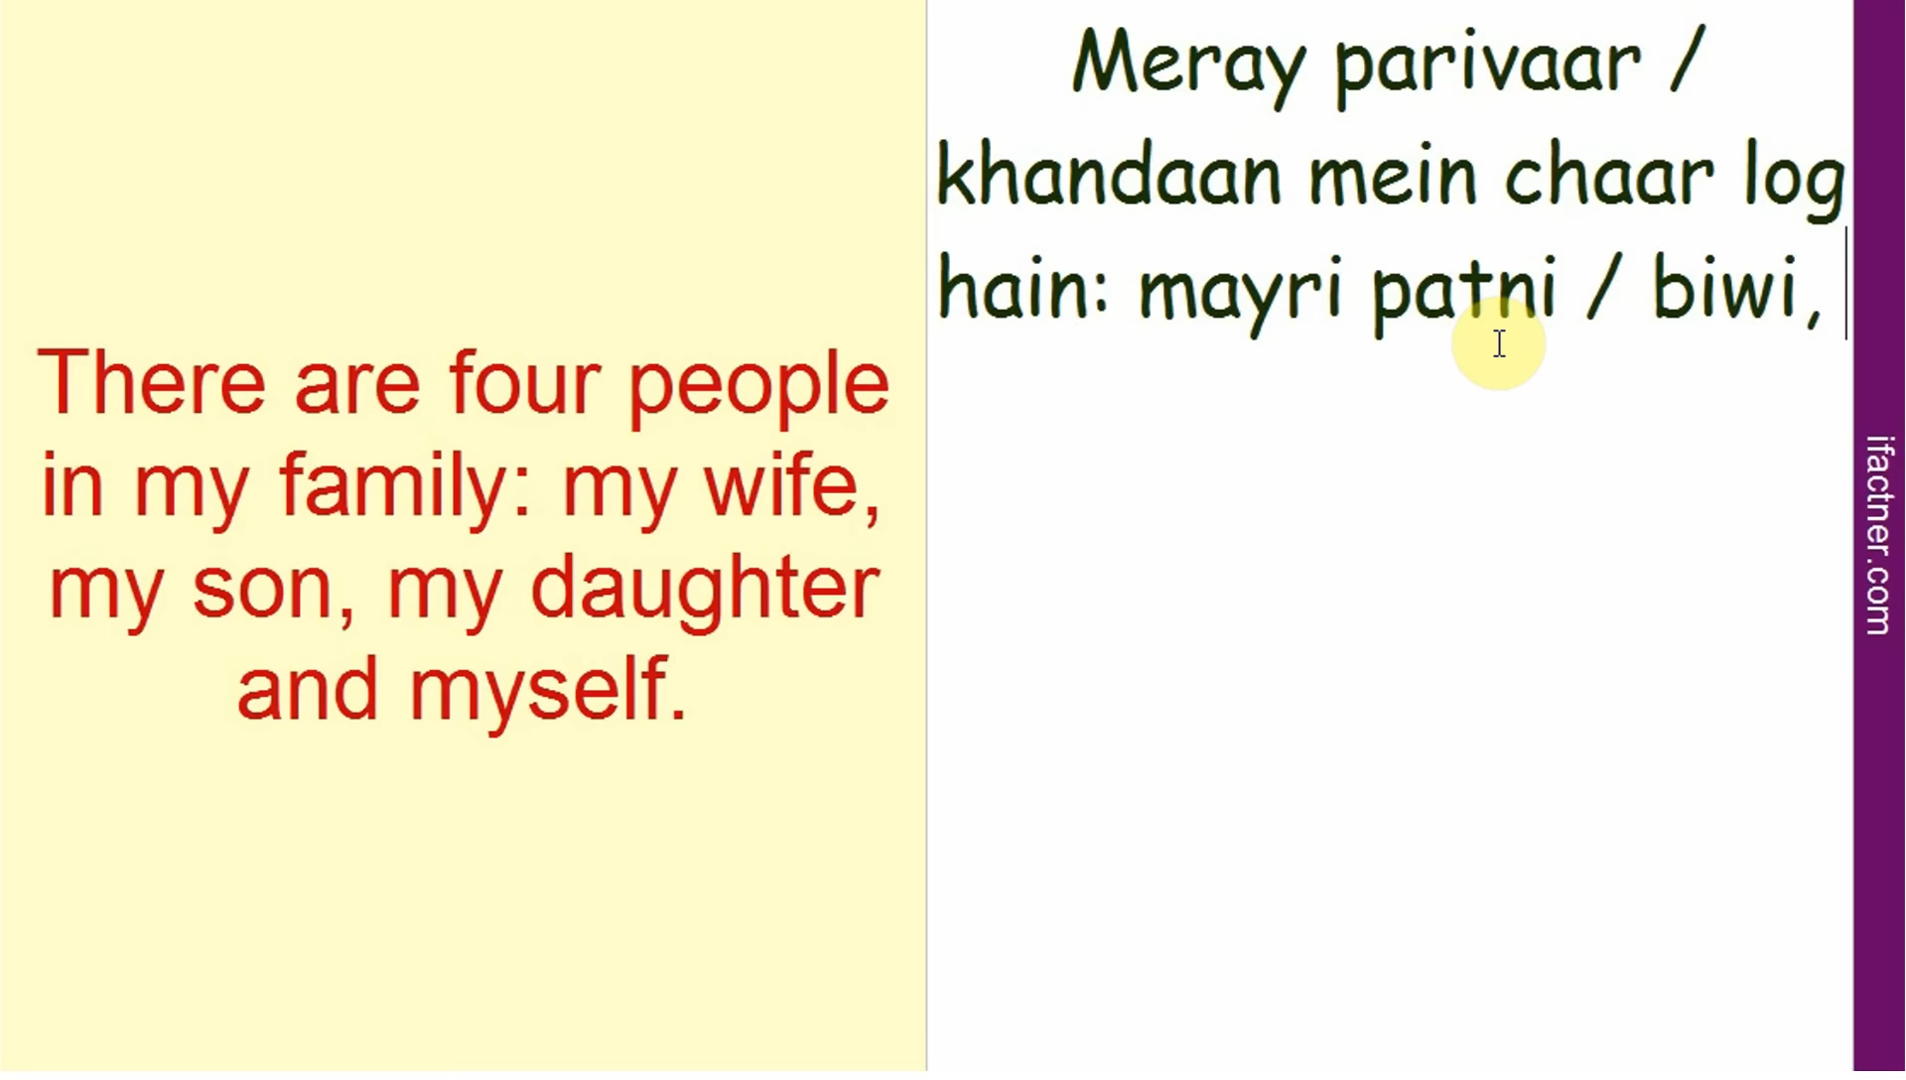 There are four people
in my family: my wife,
my son, my daughter
and myself.
Meray parivaar /
khandaan mein chaar log
hain: mayri patni / biwi,
ifactner.com